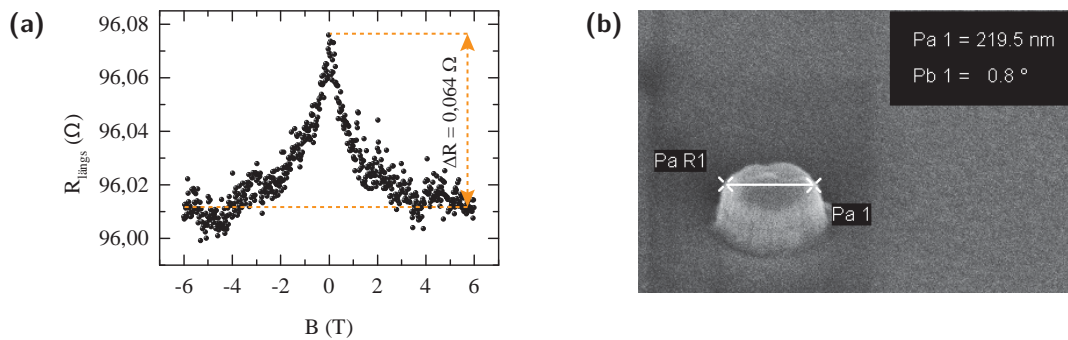 (a)
96,08
96,06
96,04
96,02
96,00
R längs (Ω)
ΔR = 0,064 Ω
-6 -4 -2 0 2 4 6
B (T)
(b)
Pa 1 = 219.5 nm
Pb 1 = 0.8 °
Pa R1
Pa 1